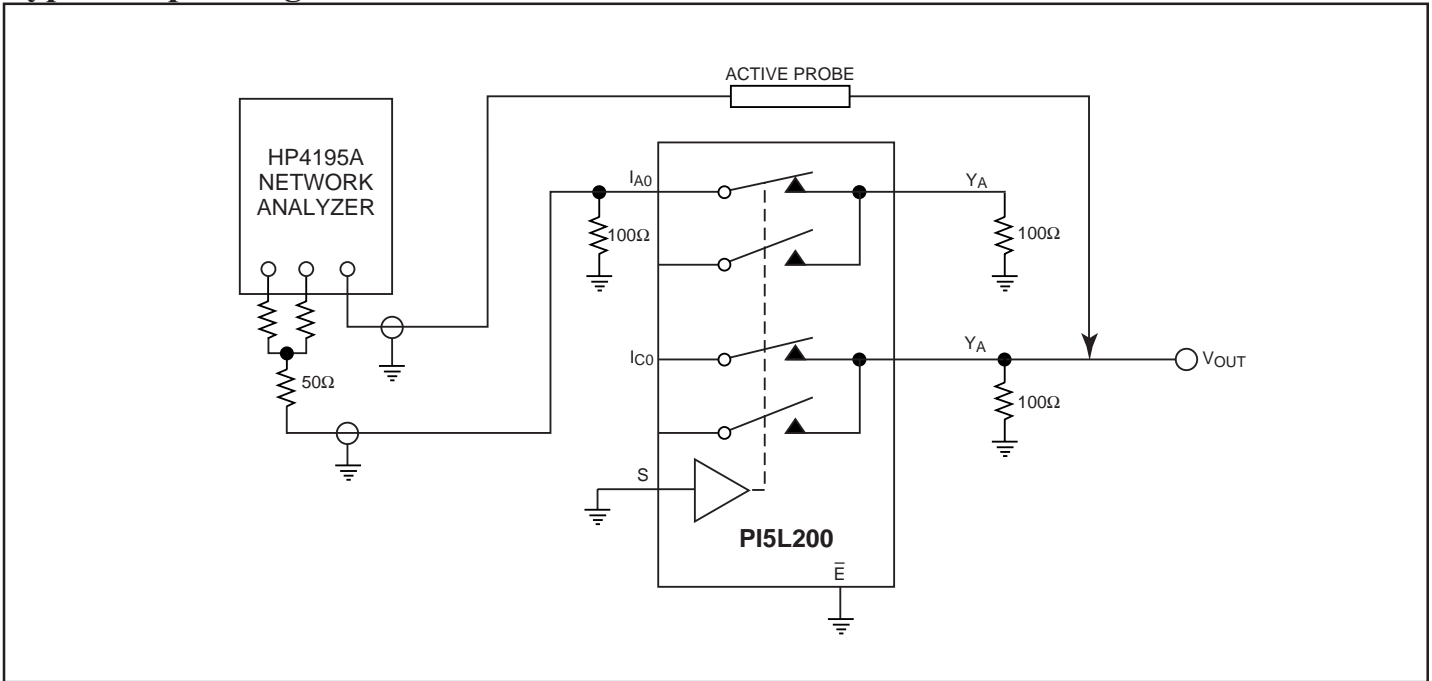 ACTIVE PROBE
HP4195A
NETWORK
ANALYZER
IA0
YA
100Ω
100Ω
IC0
YA
VOUT
50Ω
100Ω
S
PI5L200
E̅